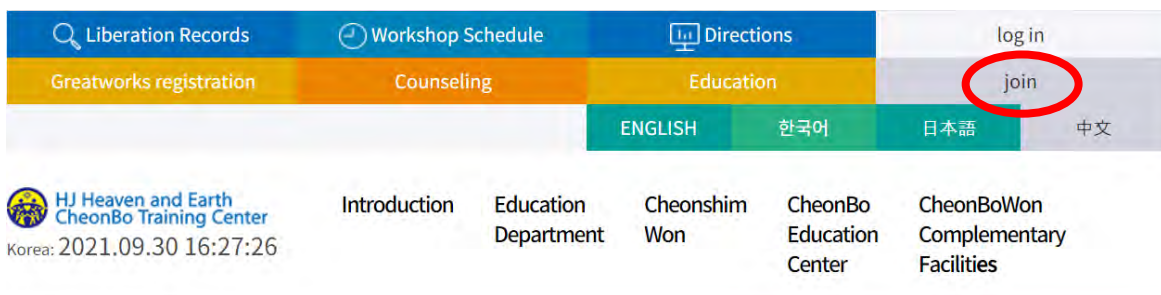 Liberation Records Workshop Schedule Directions log in
Greatworks registration Counseling Education join
ENGLISH 한국어 日本語 中文
HJ Heaven and Earth
CheonBo Training Center
Korea: 2021.09.30 16:27:26
Introduction
Education
Department
Cheonshim
Won
CheonBo
Education
Center
CheonBoWon
Complementary
Facilities